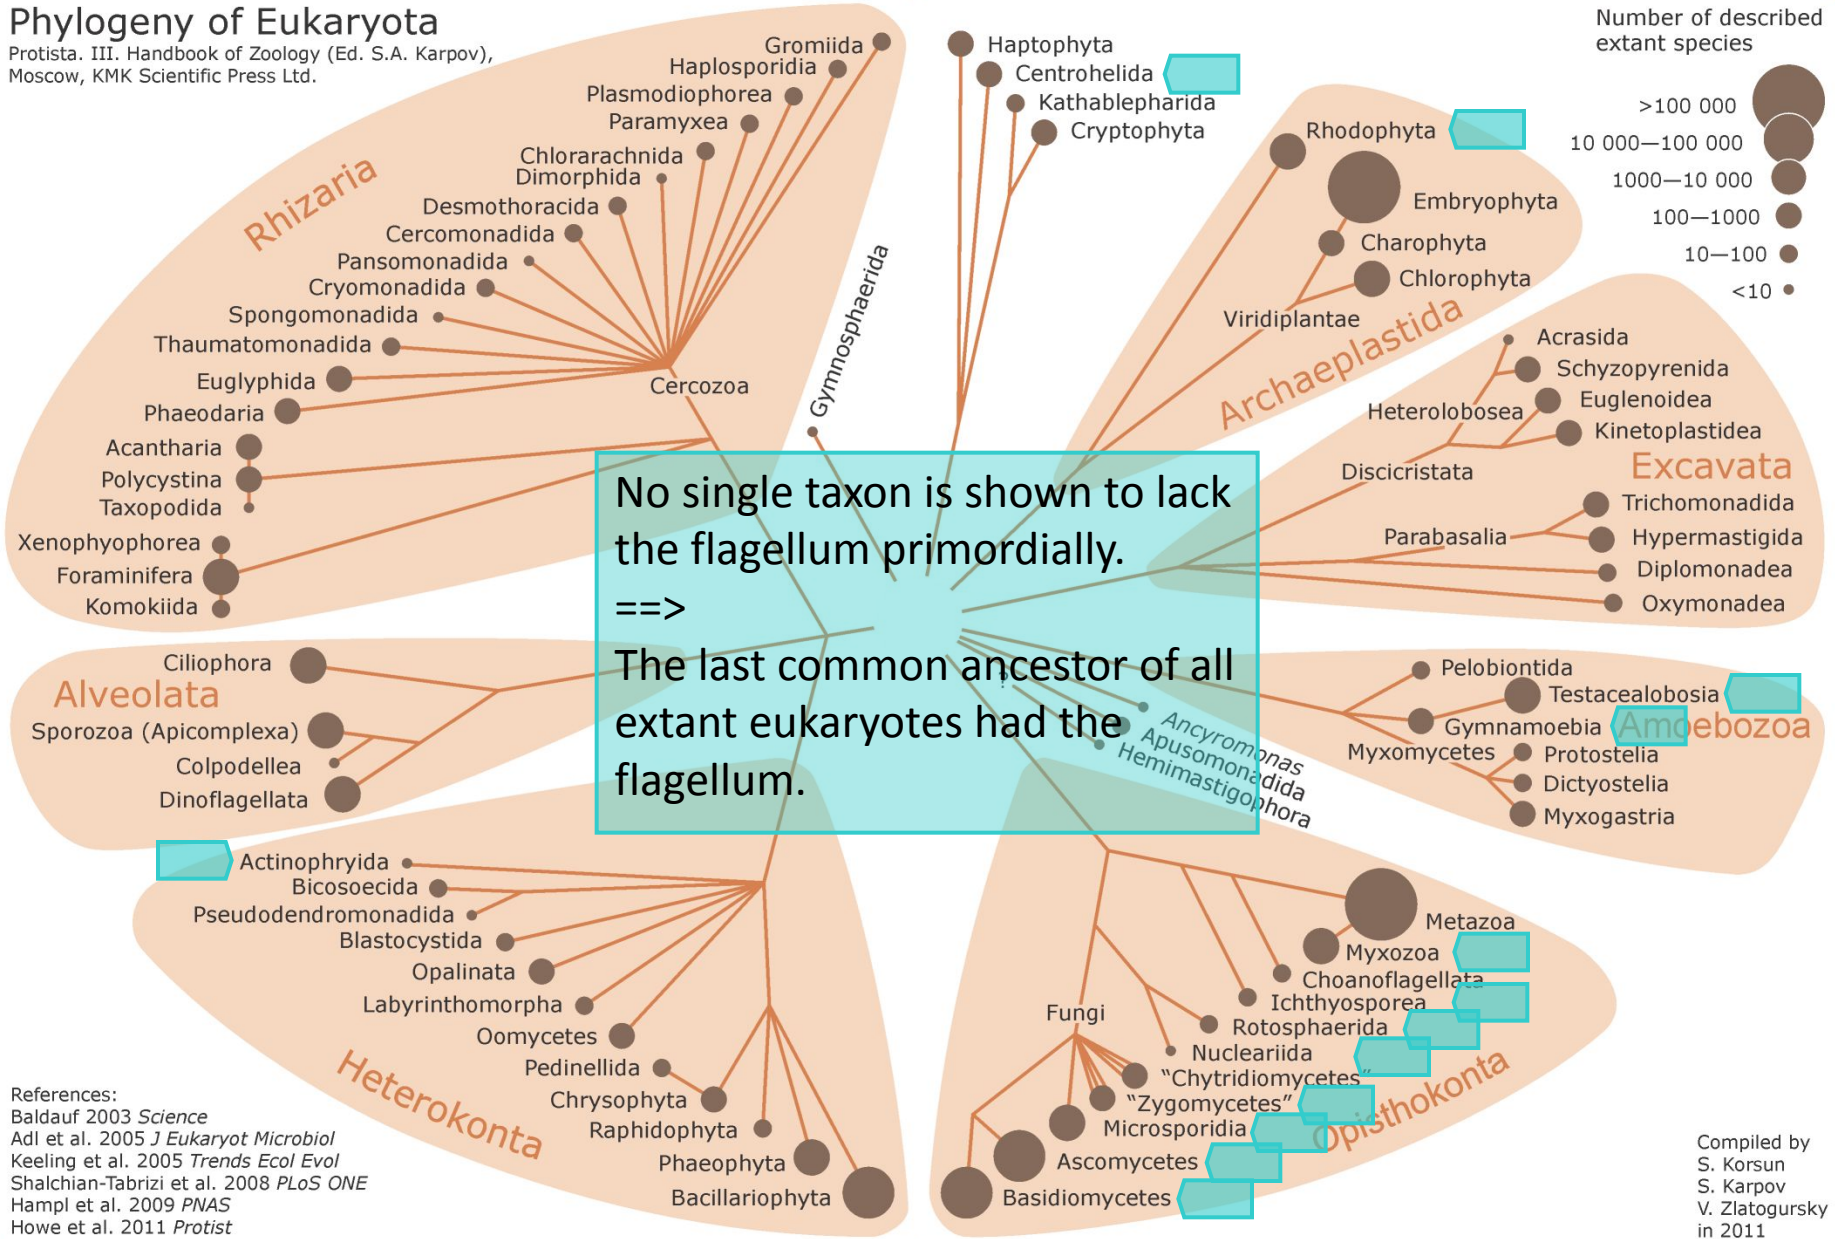 Phylogeny of Eukaryota
Protista. III. Handbook of Zoology (Ed. S.A. Karpov),
Moscow, KMK Scientific Press Ltd.
Number of described
extant species
>100 000
10 000—100 000
1000—10 000
100—1000
10—100
<10
Rhizaria
Gromiida
Haplosporidia
Plasmodiophorea
Paramyxea
Chlorarachnida
Dimorphida
Desmothoracida
Cercomonadida
Pansomonadida
Cryomonadida
Spongomonadida
Thaumatomonadida
Euglyphida
Phaeodaria
Cercozoa
Acantharia
Polycystina
Taxopodida
Xenophyophorea
Foraminifera
Komokiida
Gymnosphaerida
Haptophyta
Centrohelida
Kathablepharida
Cryptophyta
Rhodophyta
Embryophyta
Charophyta
Chlorophyta
Viridiplantae
Archaeplastida
Acrasida
Schyzopyrenida
Euglenoidea
Heterolobosea
Kinetoplastidea
Excavata
Discicristata
Trichomonadida
Parabasalia
Hypermastigida
Diplomonadea
Oxymonadea
No single taxon is shown to lack
the flagellum primordially.
==>
The last common ancestor of all
extant eukaryotes had the
flagellum.
Pelobiontida
Testacealobosia
Gymnamoebia
Amoebozoa
Myxomycetes
Protostelia
Dictyostelia
Myxogastria
Ancyromonas
Apusomonadida
Hemimastigophora
Ciliophora
Alveolata
Sporozoa (Apicomplexa)
Colpodellea
Dinoflagellata
Actinophryida
Bicosoecida
Pseudodendromonadida
Blastocystida
Opalinata
Labyrinthomorpha
Oomycetes
Pedinellida
Chrysophyta
Raphidophyta
Phaeophyta
Bacillariophyta
Heterokonta
Metazoa
Myxozoa
Choanoflagellata
Ichthyosporea
Fungi
Rotosphaerida
Nucleariida
"Chytridiomycetes"
"Zygomycetes"
Microsporidia
Opisthokonta
Ascomycetes
Basidiomycetes
References:
Baldauf 2003 Science
Adl et al. 2005 J Eukaryot Microbiol
Keeling et al. 2005 Trends Ecol Evol
Shalchian-Tabrizi et al. 2008 PLoS ONE
Hampl et al. 2009 PNAS
Howe et al. 2011 Protist
Compiled by
S. Korsun
S. Karpov
V. Zlatogursky
in 2011